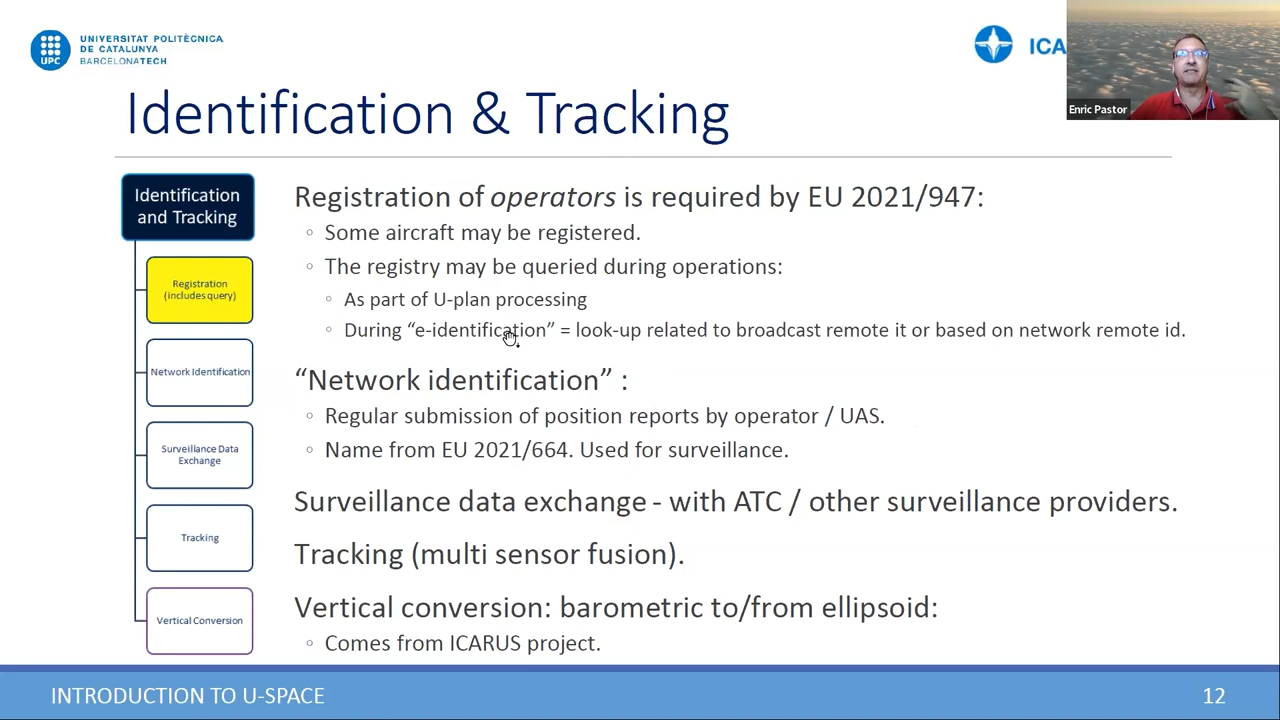 UNIVERSITAT POLITÈCNICA
DE CATALUNYA
BARCELONATECH
UPC
ICA
Enric Pastor
Identification & Tracking
Identification
and Tracking
Registration
(includes query)
Network Identification
Surveillance Data
Exchange
Tracking
Vertical Conversion
Registration of operators is required by EU 2021/947:
◦ Some aircraft may be registered.
◦ The registry may be queried during operations:
◦ As part of U-plan processing
◦ During “e-identification” = look-up related to broadcast remote it or based on network remote id.
“Network identification” :
◦ Regular submission of position reports by operator / UAS.
◦ Name from EU 2021/664. Used for surveillance.
Surveillance data exchange - with ATC / other surveillance providers.
Tracking (multi sensor fusion).
Vertical conversion: barometric to/from ellipsoid:
◦ Comes from ICARUS project.
INTRODUCTION TO U-SPACE
12